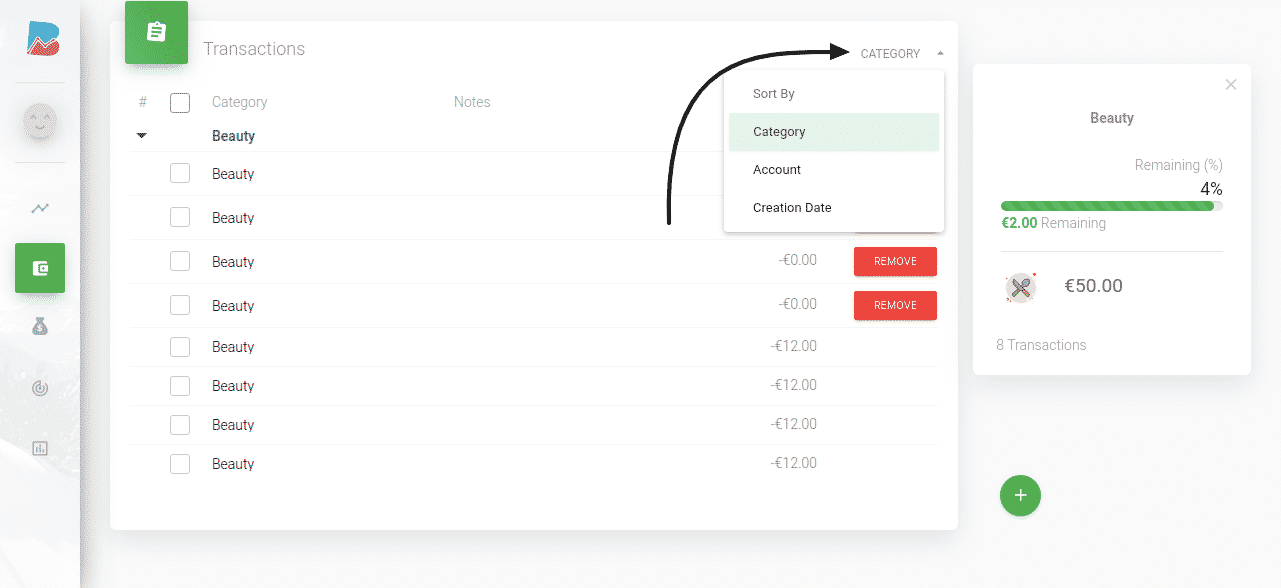 Transactions
CATEGORY
# Category Notes
Sort By
Category
Account
Creation Date
Beauty
Beauty
Beauty
Beauty -€0.00 REMOVE
Beauty -€0.00 REMOVE
Beauty -€12.00
Beauty -€12.00
Beauty -€12.00
Beauty -€12.00
Beauty
Remaining (%)
4%
€2.00 Remaining
€50.00
8 Transactions